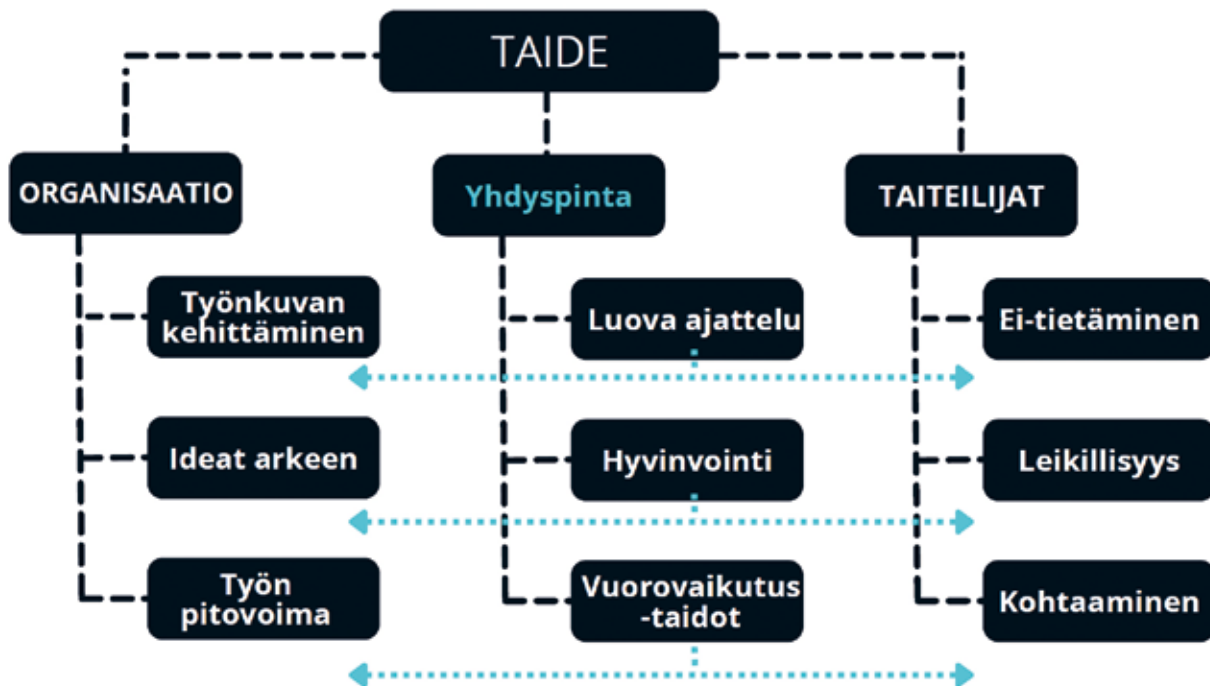 TAIDE
ORGANISAATIO
Yhdyspinta
TAITEILIJAT
Työnkuvan
kehittäminen
Luova ajattelu
Ei-tietäminen
Ideat arkeen
Hyvinvointi
Leikillisyys
Työn
pitovoima
Vuorovaikutus
-taidot
Kohtaaminen